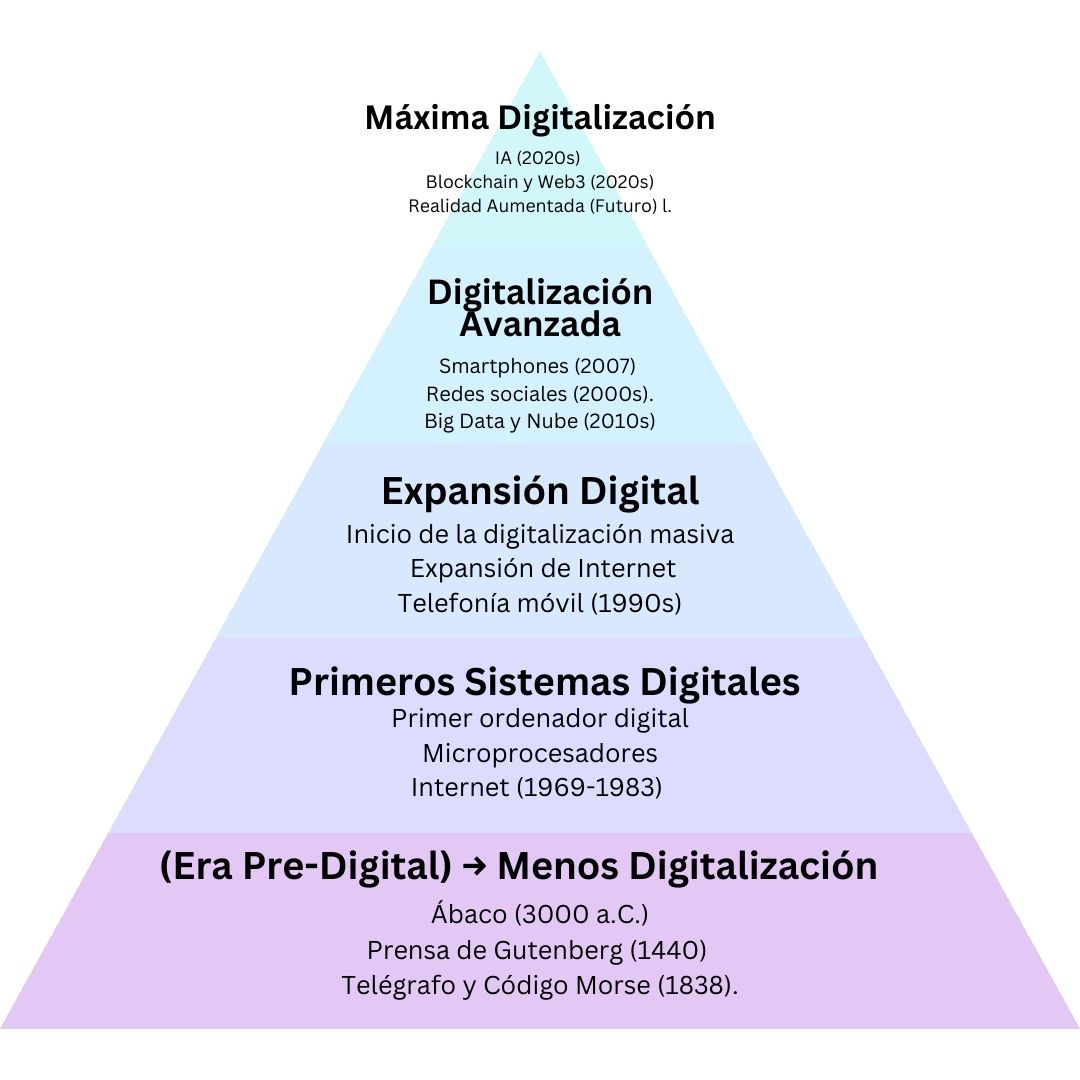 Máxima Digitalización
IA (2020s)
Blockchain y Web3 (2020s)
Realidad Aumentada (Futuro) l.
Digitalización
Avanzada
Smartphones (2007)
Redes sociales (2000s).
Big Data y Nube (2010s)
Expansión Digital
Inicio de la digitalización masiva
Expansión de Internet
Telefonía móvil (1990s)
Primeros Sistemas Digitales
Primer ordenador digital
Microprocesadores
Internet (1969-1983)
(Era Pre-Digital) → Menos Digitalización
Ábaco (3000 a.C.)
Prensa de Gutenberg (1440)
Telégrafo y Código Morse (1838).